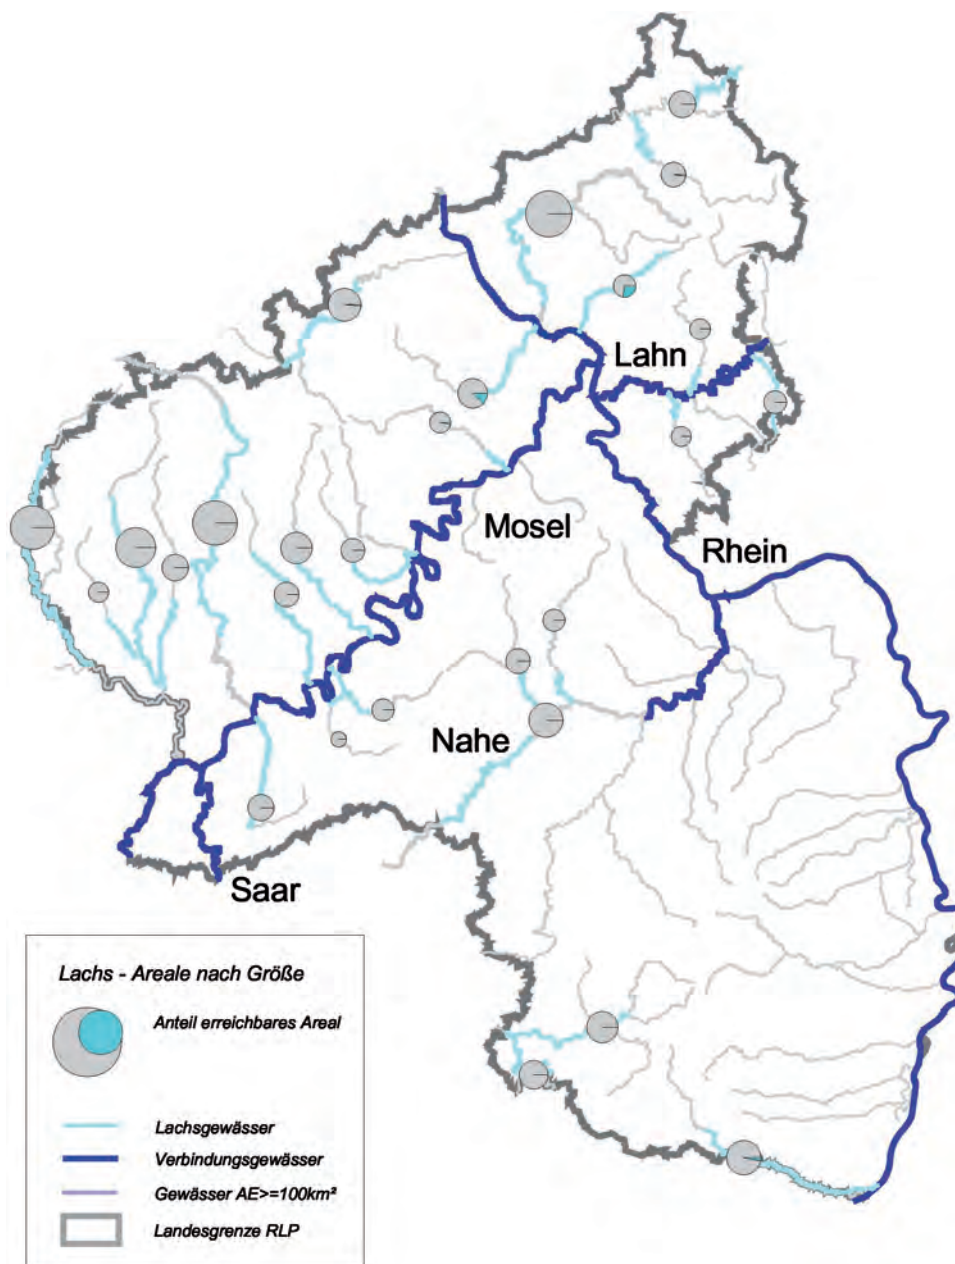 Lahn
Mosel
Rhein
Nahe
Saar
Lachs - Areale nach Größe
Anteil erreichbares Areal
Lachsgewässer
Verbindungsgewässer
Gewässer AE>=100km²
Landesgrenze RLP